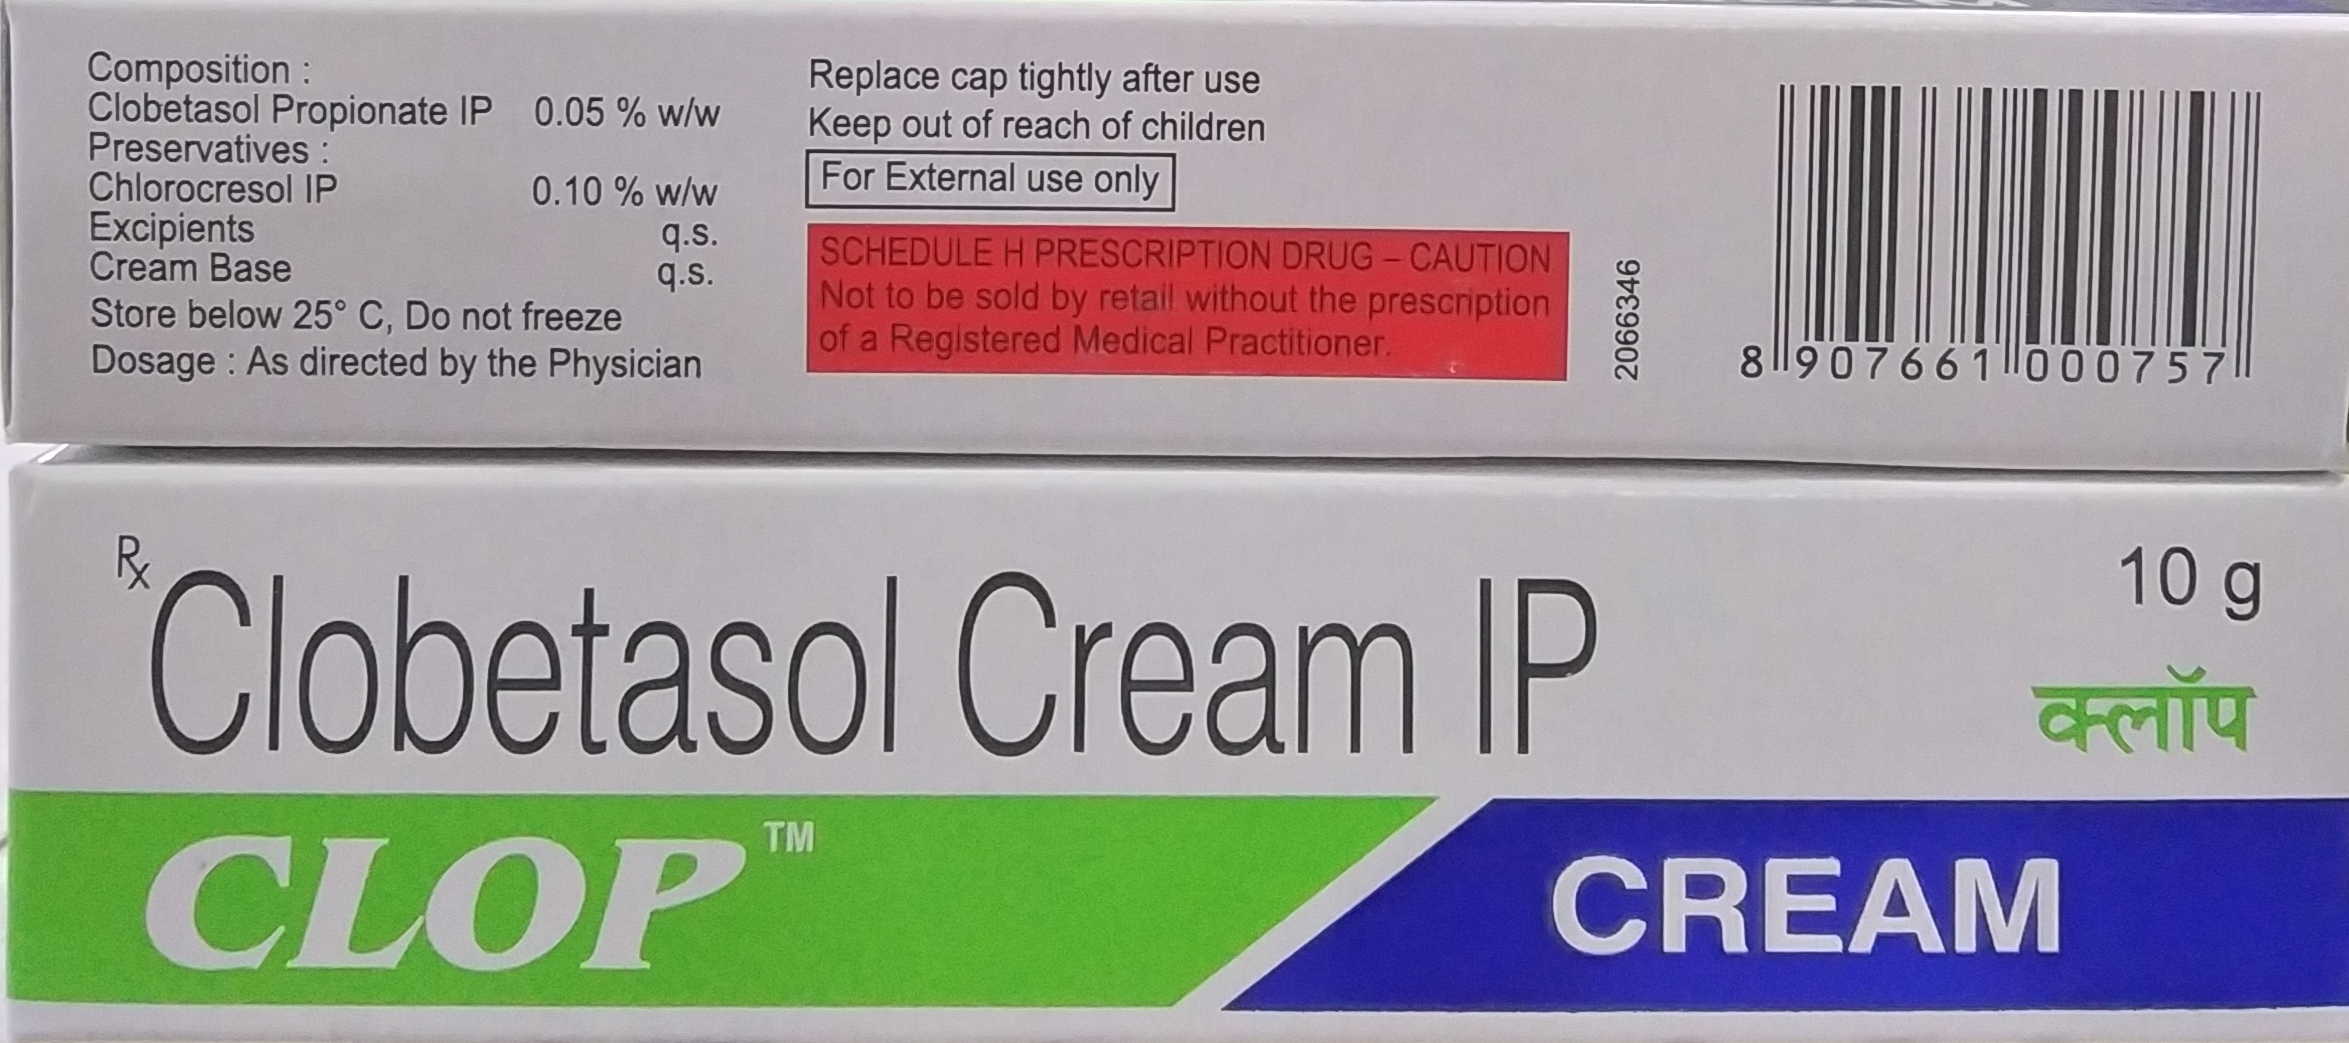 Composition :
Clobetasol Propionate IP 0.05 % w/w
Preservatives :
Chlorocresol IP 0.10 % w/w
Excipients q.s.
Cream Base q.s.
Store below 25° C, Do not freeze
Dosage : As directed by the Physician
Replace cap tightly after use
Keep out of reach of children
For External use only
SCHEDULE H PRESCRIPTION DRUG – CAUTION
Not to be sold by retail without the prescription
of a Registered Medical Practitioner.
2066346
8 907661 000757
Rx Clobetasol Cream IP
10 g
क्लॉप
CLOP™
CREAM